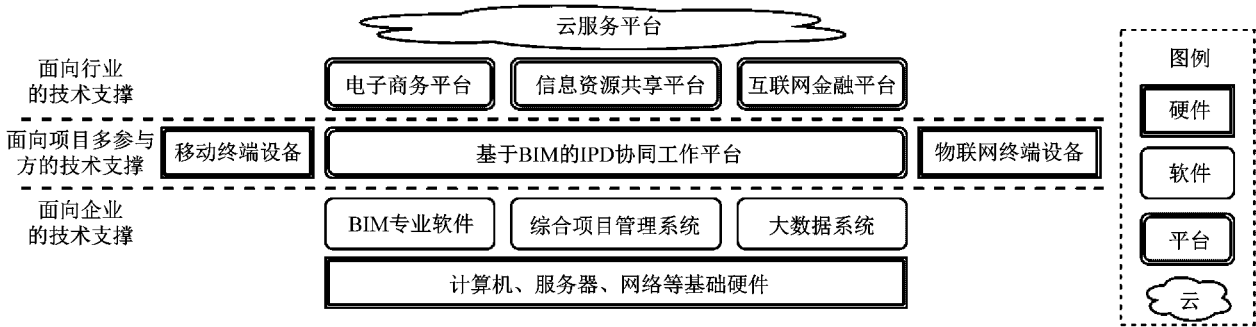 云服务平台
面向行业
的技术支撑
电子商务平台
信息资源共享平台
互联网金融平台
面向项目多参与
方的技术支撑
移动终端设备
基于BIM的IPD协同工作平台
物联网终端设备
面向企业
的技术支撑
BIM专业软件
综合项目管理系统
大数据系统
计算机、服务器、网络等基础硬件
图例
硬件
软件
平台
云